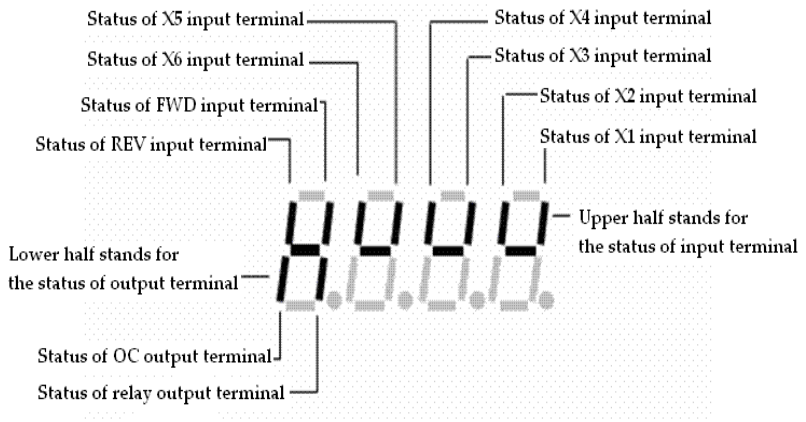 Status of X5 input terminal
Status of X4 input terminal
Status of X6 input terminal
Status of X3 input terminal
Status of FWD input terminal
Status of X2 input terminal
Status of REV input terminal
Status of X1 input terminal
Upper half stands for
the status of input terminal
Lower half stands for
the status of output terminal
Status of OC output terminal
Status of relay output terminal